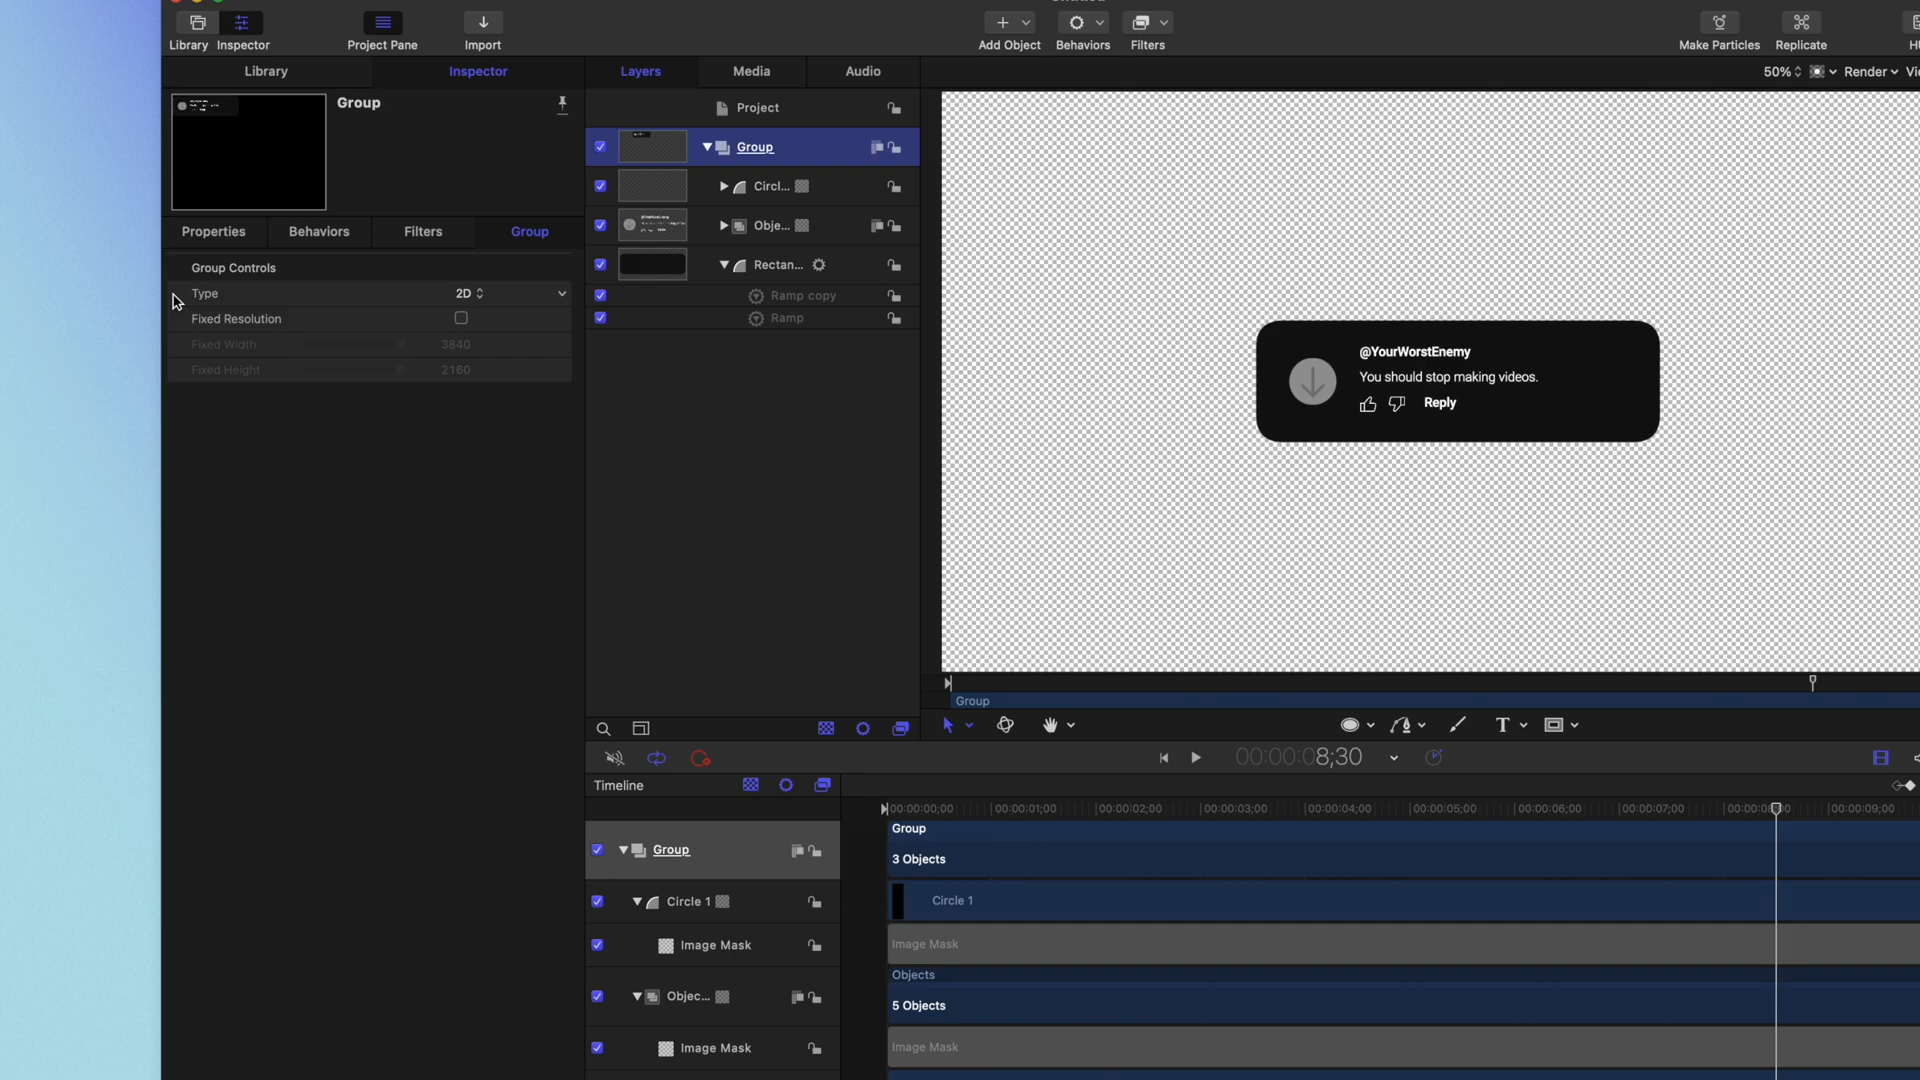 Library Inspector Project Pane Import Add Object Behaviors Filters Make Particles Replicate
Library Inspector Layers Media Audio 50% Render
Group
Project
Group
Circl...
Obje...
Rectan...
Ramp copy
Ramp
Properties Behaviors Filters Group
Group Controls
Type 2D
Fixed Resolution
Fixed Width 3840
Fixed Height 2160
@YourWorstEnemy
You should stop making videos.
Reply
Group
T
00:00:08;30
Timeline
00:00:00;00 00:00:01;00 00:00:02;00 00:00:03;00 00:00:04;00 00:00:05;00 00:00:06;00 00:00:07;00 00:00:09;00
Group
Group
3 Objects
Circle 1
Circle 1
Image Mask
Image Mask
Objects
Objec...
5 Objects
Image Mask
Image Mask